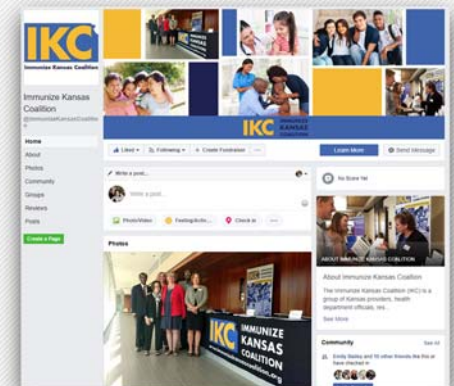 IKC
Immunize Kansas Coalition
Immunize Kansas
Coalition
Home
About
Photos
Community
Groups
Reviews
Posts
Create a Page
IKC IMMUNIZE
KANSAS
COALITION
Liked
Following
Create Fundraiser
Learn More
Send Message
Write a post...
Write a post...
Photo/Video
Feeling/Activ...
Check in
Photos
IKC IMMUNIZE
KANSAS
COALITION
No Score Yet
ABOUT IMMUNIZE KANSAS COALITION
About Immunize Kansas Coalition
The Immunize Kansas Coalition (IKC) is a
group of Kansas providers, health
department officials,
See More
Community
See All
Emily Bailey and 10 other friends like this or
have checked in